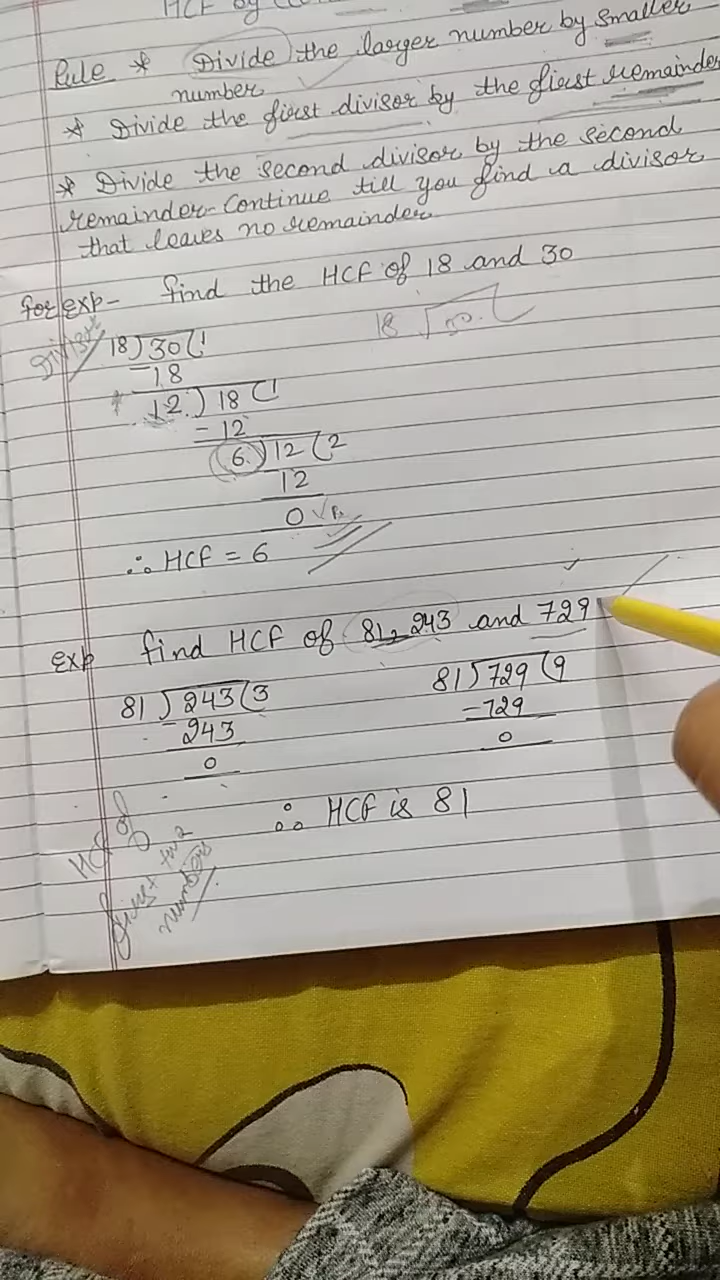 HCF by
Rule * Divide the larger number by smaller
number
* Divide the first divisor by the first remainder
* Divide the second divisor by the second
remainder. Continue till you find a divisor
that leaves no remainder.
for exp- find the HCF of 18 and 30
18 ) 30 ( 1
18 ) 30
-18
12 ) 18 ( 1
- 12
6 ) 12 ( 2
12
0
∴ HCF = 6
Exp find HCF of 81, 243 and 729
81 ) 243 ( 3
243
0
81 ) 729 ( 9
-729
0
∴ HCF is 81
HCF of
first two
numbers